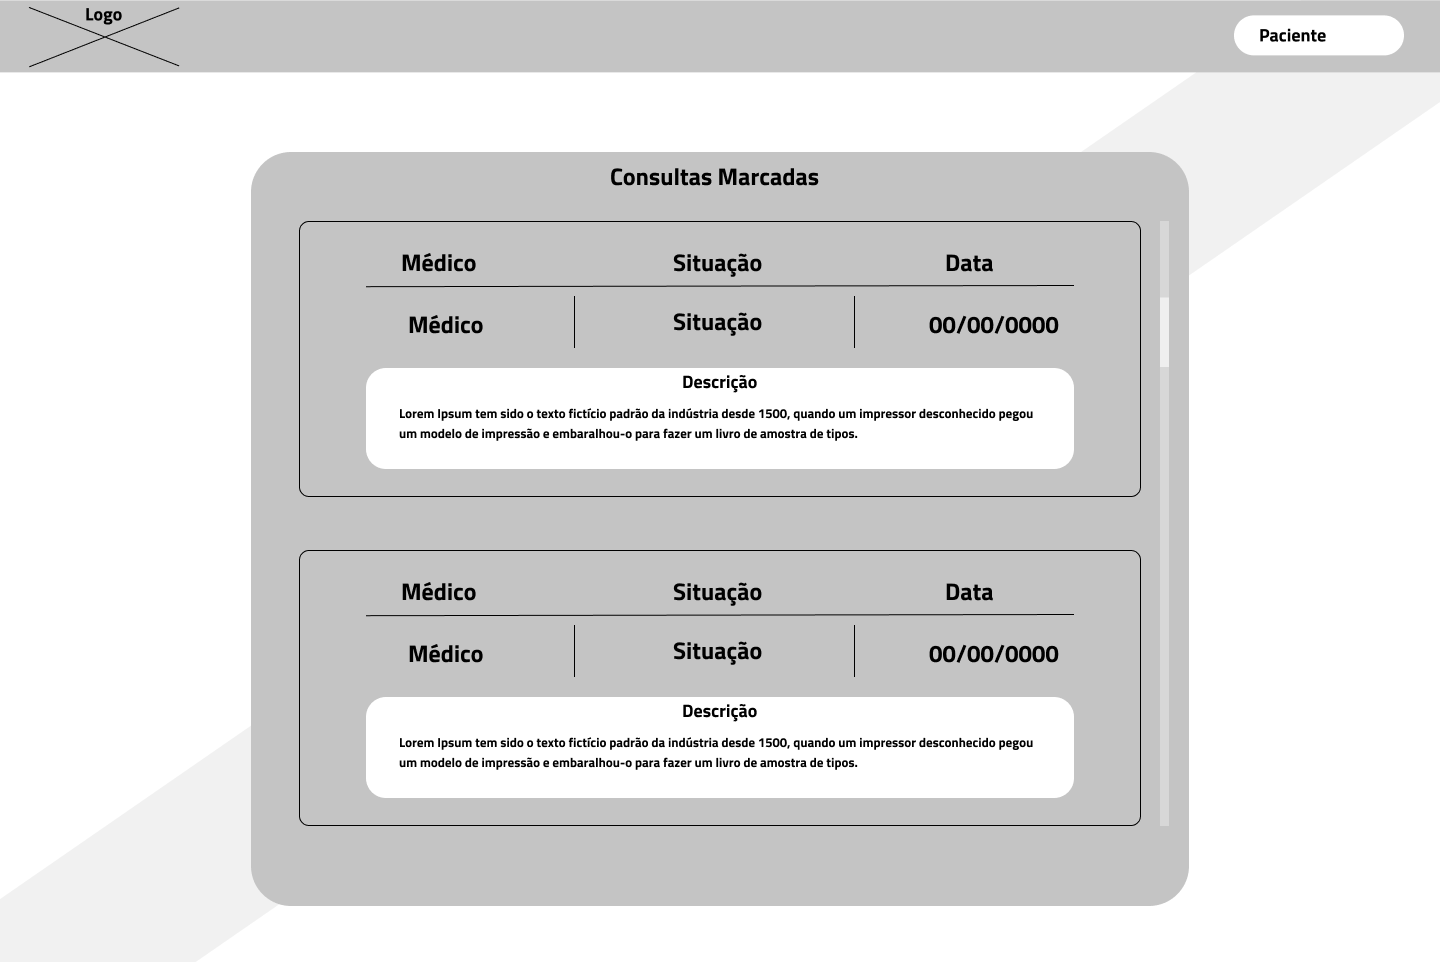 Logo
Paciente
Consultas Marcadas
Médico Situação Data
Médico Situação 00/00/0000
Descrição
Lorem Ipsum tem sido o texto fictício padrão da indústria desde 1500, quando um impressor desconhecido pegou
um modelo de impressão e embaralhou-o para fazer um livro de amostra de tipos.
Médico Situação Data
Médico Situação 00/00/0000
Descrição
Lorem Ipsum tem sido o texto fictício padrão da indústria desde 1500, quando um impressor desconhecido pegou
um modelo de impressão e embaralhou-o para fazer um livro de amostra de tipos.